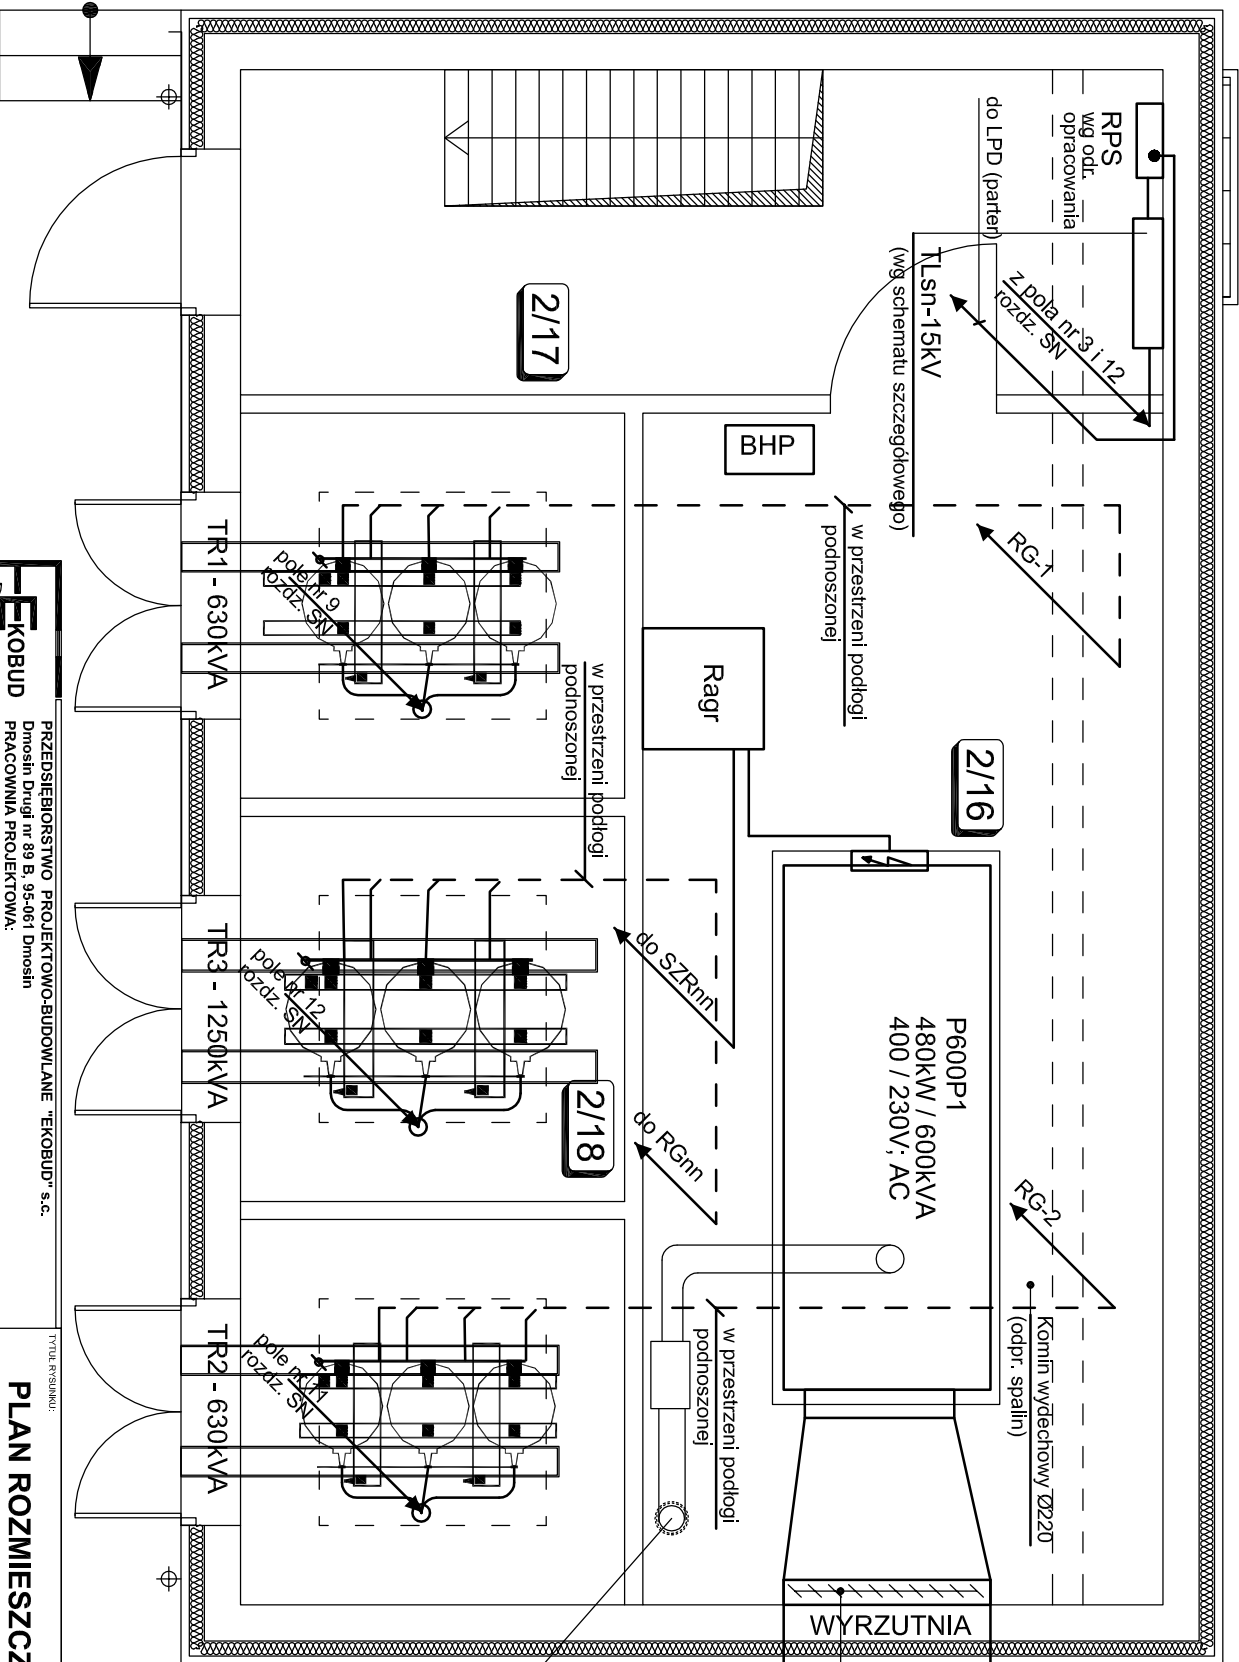 RPS
wg odr.
opracowania
do LPD (parter)
TLsn-15kV
(wg schematu szczegółowego)
z pola nr 3 i 12
rozdz. SN
2/17
BHP
w przestrzeni podłogi
podnoszonej
RG-1
TR1 - 630kVA
pole nr 9
rozdz. SN
Ragr
w przestrzeni podłogi
podnoszonej
2/16
TR3 - 1250kVA
pole nr 12
rozdz. SN
do SZRnn
2/18
do RGnn
P600P1
480kW / 600kVA
400 / 230V; AC
RG-2
Komin wydechowy Ø220
(odpr. spalin)
w przestrzeni podłogi
podnoszonej
TR2 - 630kVA
pole nr 11
rozdz. SN
WYRZUTNIA
EKOBUD
PRZEDSIĘBIORSTWO PROJEKTOWO-BUDOWLANE "EKOBUD" s.c.
Dmosin Drugi nr 89 B, 95-061 Dmosin
PRACOWNIA PROJEKTOWA:
TYTUŁ RYSUNKU:
PLAN ROZMIESZCZ